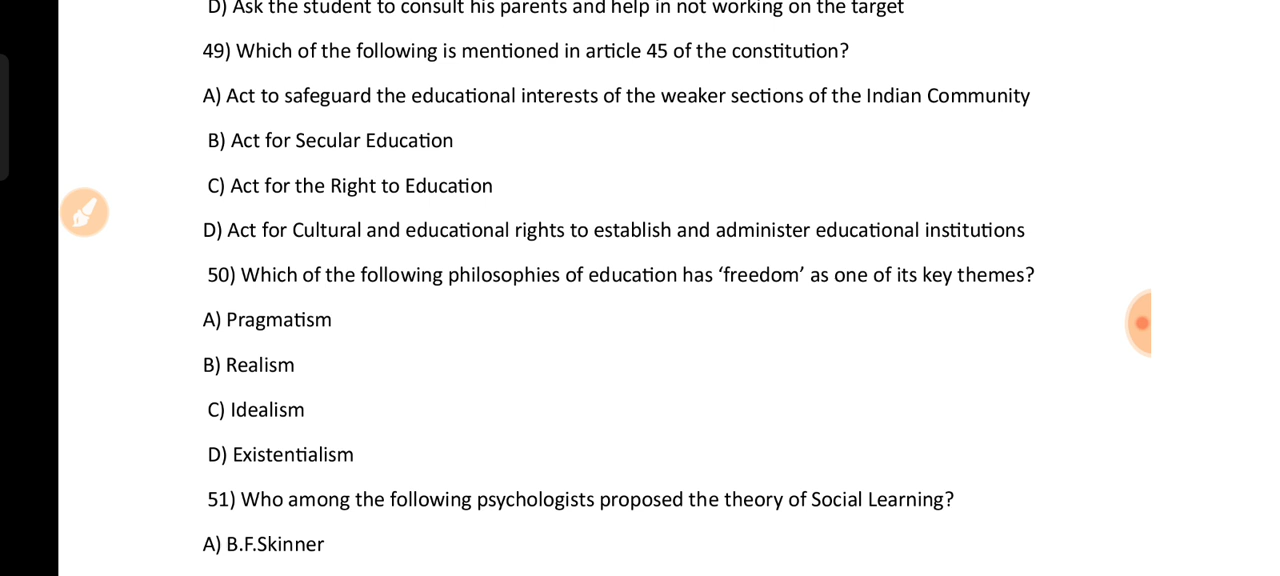 D) Ask the student to consult his parents and help in not working on the target
49) Which of the following is mentioned in article 45 of the constitution?
A) Act to safeguard the educational interests of the weaker sections of the Indian Community
B) Act for Secular Education
C) Act for the Right to Education
D) Act for Cultural and educational rights to establish and administer educational institutions
50) Which of the following philosophies of education has ‘freedom’ as one of its key themes?
A) Pragmatism
B) Realism
C) Idealism
D) Existentialism
51) Who among the following psychologists proposed the theory of Social Learning?
A) B.F.Skinner